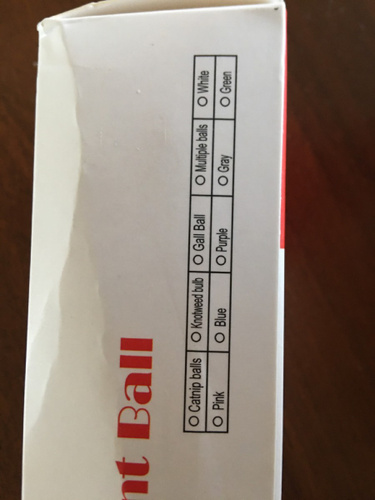 ○ Catnip balls ○ Knotweed bulb ○ Gall Ball ○ Multiple balls ○ White
○ Pink ○ Blue ○ Purple ○ Gray ○ Green
nt Ball